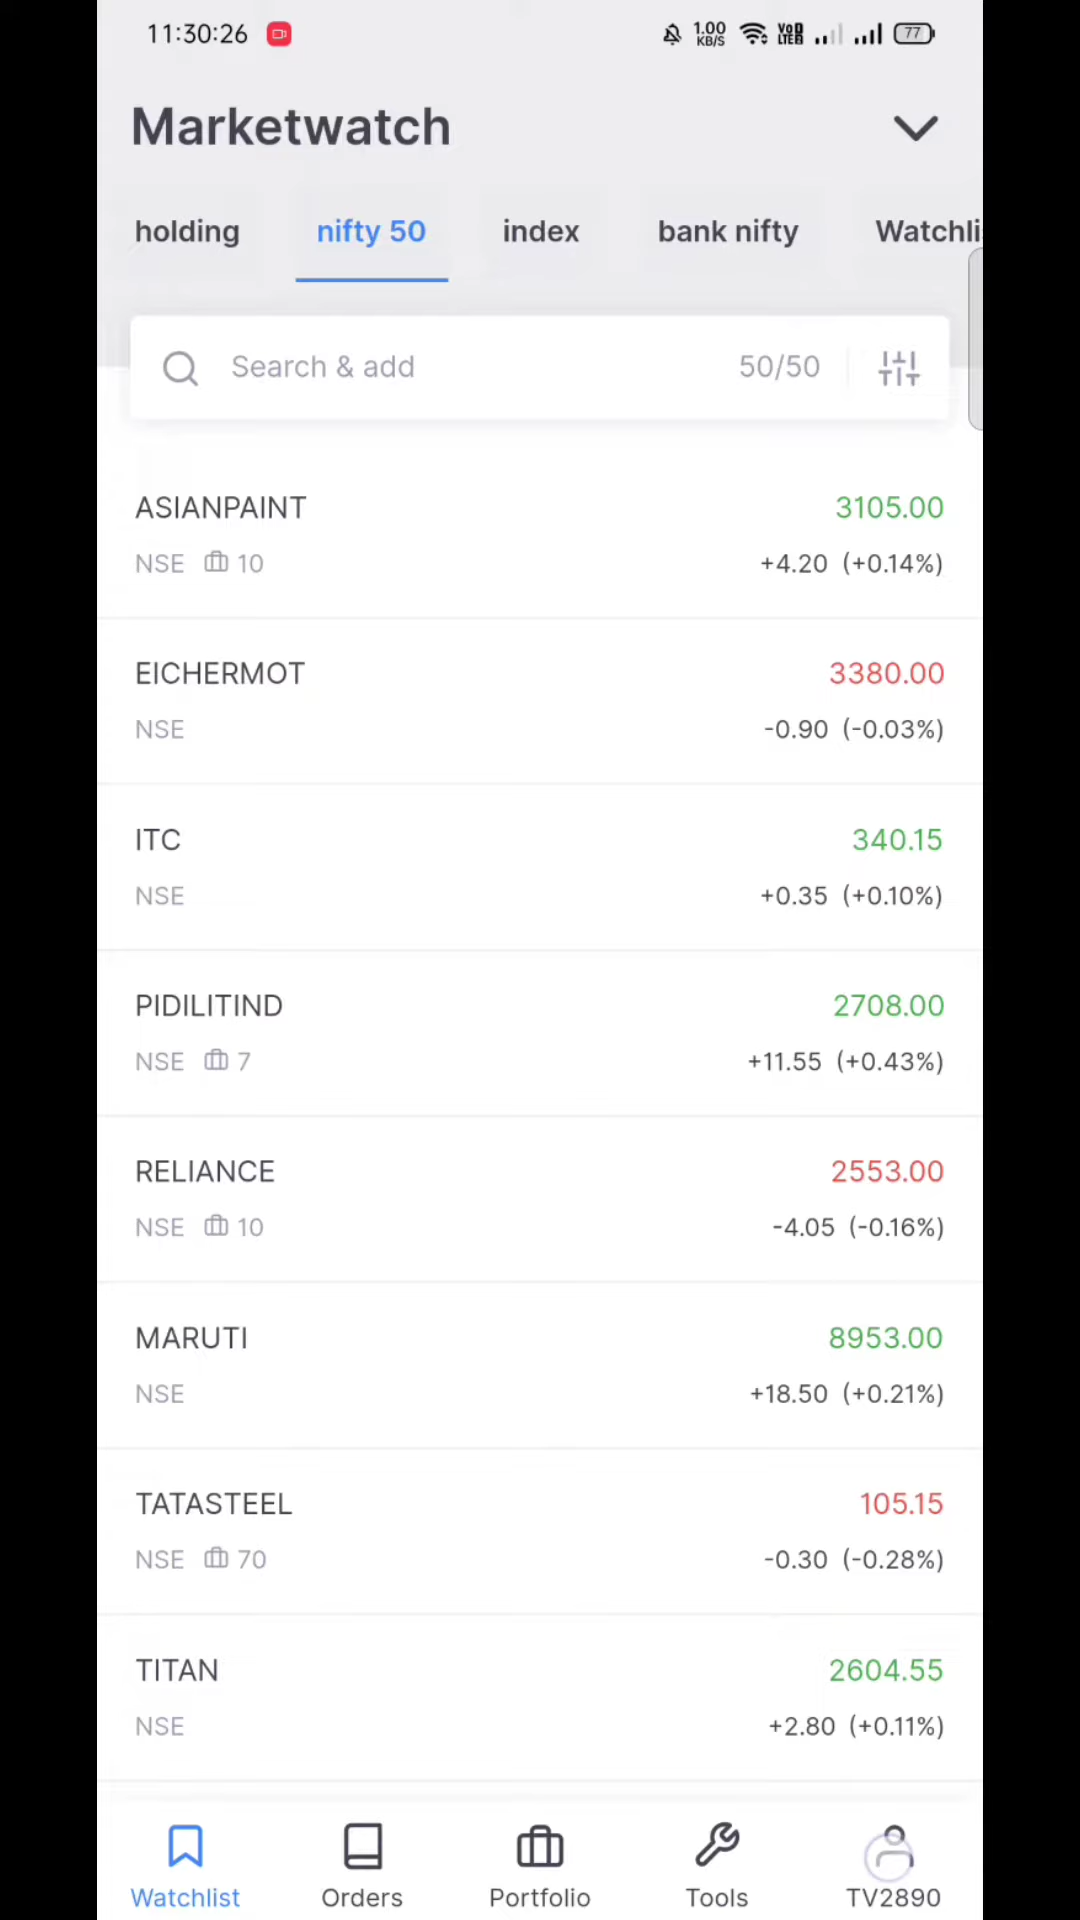 11:30:26 1.00 KB/S VoD LTE 77
Marketwatch
holding nifty 50 index bank nifty Watchli
Search & add 50/50
ASIANPAINT 3105.00
NSE 10 +4.20 (+0.14%)
EICHERMOT 3380.00
NSE -0.90 (-0.03%)
ITC 340.15
NSE +0.35 (+0.10%)
PIDILITIND 2708.00
NSE 7 +11.55 (+0.43%)
RELIANCE 2553.00
NSE 10 -4.05 (-0.16%)
MARUTI 8953.00
NSE +18.50 (+0.21%)
TATASTEEL 105.15
NSE 70 -0.30 (-0.28%)
TITAN 2604.55
NSE +2.80 (+0.11%)
Watchlist Orders Portfolio Tools TV2890